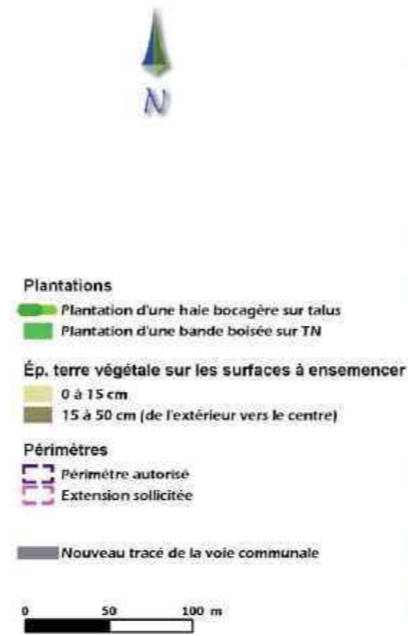 N
Plantations
Plantation d'une haie bocagère sur talus
Plantation d'une bande boisée sur TN
Ép. terre végétale sur les surfaces à ensemencer
0 à 15 cm
15 à 50 cm (de l'extérieur vers le centre)
Périmètres
Périmètre autorisé
Extension sollicitée
Nouveau tracé de la voie communale
0 50 100 m